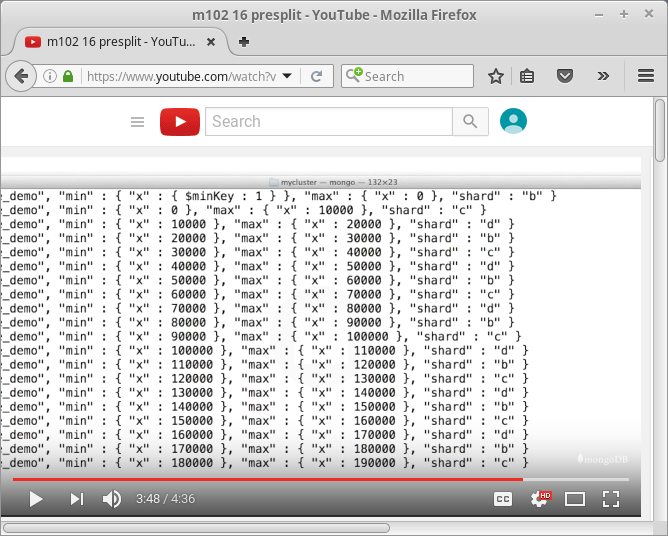 m102 16 presplit - YouTube - Mozilla Firefox
m102 16 presplit - YouTu...
https://www.youtube.com/watch?v
Search
Search
mycluster — mongo — 132×23
_demo", "min" : { "x" : { $minKey : 1 } }, "max" : { "x" : 0 }, "shard" : "b" }
_demo", "min" : { "x" : 0 }, "max" : { "x" : 10000 }, "shard" : "c" }
_demo", "min" : { "x" : 10000 }, "max" : { "x" : 20000 }, "shard" : "d" }
_demo", "min" : { "x" : 20000 }, "max" : { "x" : 30000 }, "shard" : "b" }
_demo", "min" : { "x" : 30000 }, "max" : { "x" : 40000 }, "shard" : "c" }
_demo", "min" : { "x" : 40000 }, "max" : { "x" : 50000 }, "shard" : "d" }
_demo", "min" : { "x" : 50000 }, "max" : { "x" : 60000 }, "shard" : "b" }
_demo", "min" : { "x" : 60000 }, "max" : { "x" : 70000 }, "shard" : "c" }
_demo", "min" : { "x" : 70000 }, "max" : { "x" : 80000 }, "shard" : "d" }
_demo", "min" : { "x" : 80000 }, "max" : { "x" : 90000 }, "shard" : "b" }
_demo", "min" : { "x" : 90000 }, "max" : { "x" : 100000 }, "shard" : "c" }
_demo", "min" : { "x" : 100000 }, "max" : { "x" : 110000 }, "shard" : "d" }
_demo", "min" : { "x" : 110000 }, "max" : { "x" : 120000 }, "shard" : "b" }
_demo", "min" : { "x" : 120000 }, "max" : { "x" : 130000 }, "shard" : "c" }
_demo", "min" : { "x" : 130000 }, "max" : { "x" : 140000 }, "shard" : "d" }
_demo", "min" : { "x" : 140000 }, "max" : { "x" : 150000 }, "shard" : "b" }
_demo", "min" : { "x" : 150000 }, "max" : { "x" : 160000 }, "shard" : "c" }
_demo", "min" : { "x" : 160000 }, "max" : { "x" : 170000 }, "shard" : "d" }
_demo", "min" : { "x" : 170000 }, "max" : { "x" : 180000 }, "shard" : "b" }
_demo", "min" : { "x" : 180000 }, "max" : { "x" : 190000 }, "shard" : "c" }
mongoDB
3:48 / 4:36
CC
HD